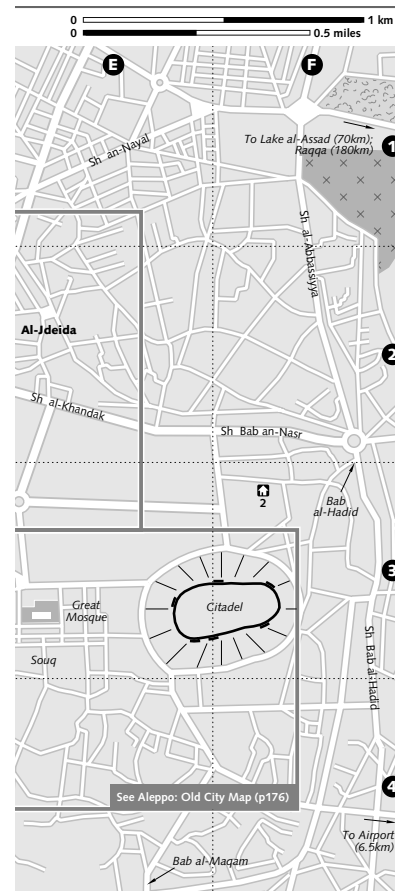 0 1 km
0 0.5 miles
E F
Sh an-Nayal
To Lake al-Assad (70km);
Raqqa (180km)
1
Sh al-Abbassiyya
Al-Jdeida
2
Sh al-Khandak
Sh Bab an-Nasr
2
Bab
al-Hadid
3
Great
Mosque
Citadel
Souq
Sh Bab al-Hadid
See Aleppo: Old City Map (p176)
4
To Airport
(6.5km)
Bab al-Maqam